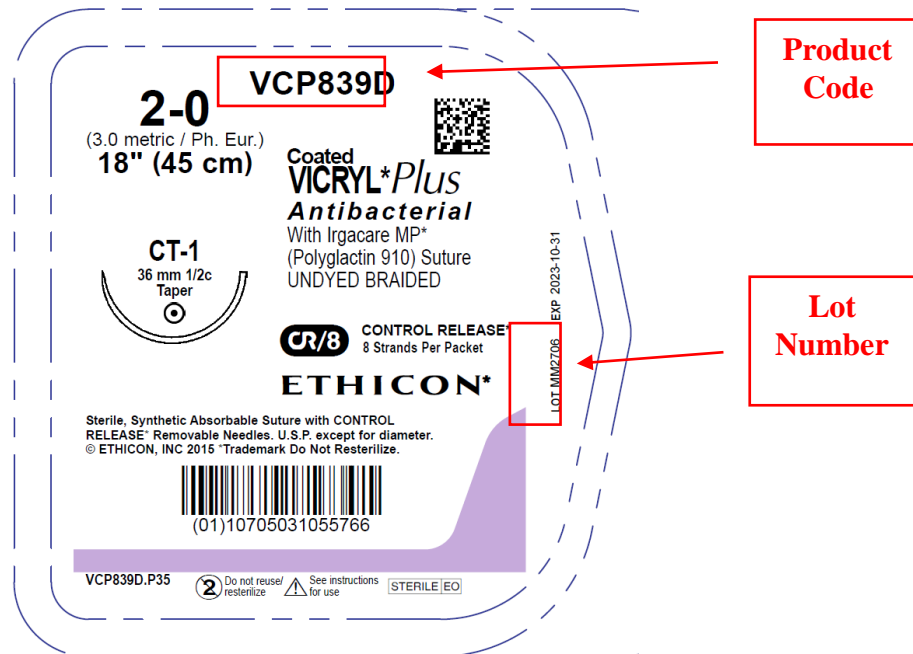 VCP839D
2-0
(3.0 metric / Ph. Eur.)
18" (45 cm)
Coated
VICRYL*Plus
Antibacterial
With Irgacare MP*
(Polyglactin 910) Suture
UNDYED BRAIDED
CT-1
36 mm 1/2c
Taper
CR/8
CONTROL RELEASE*
8 Strands Per Packet
ETHICON*
LOT MM2706 EXP 2023-10-31
Sterile, Synthetic Absorbable Suture with CONTROL
RELEASE* Removable Needles. U.S.P. except for diameter.
© ETHICON, INC 2015 *Trademark Do Not Resterilize.
(01)10705031055766
VCP839D.P35
2
Do not reuse/
resterilize
See instructions
for use
STERILE EO
Product
Code
Lot
Number